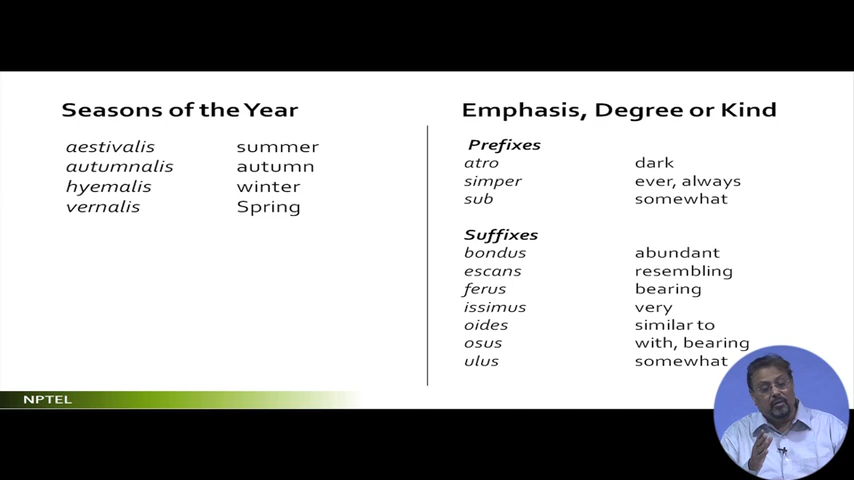 Seasons of the Year
aestivalis summer
autumnalis autumn
hyemalis winter
vernalis Spring
Emphasis, Degree or Kind
Prefixes
atro dark
simper ever, always
sub somewhat
Suffixes
bondus abundant
escans resembling
ferus bearing
issimus very
oides similar to
osus with, bearing
ulus somewhat
NPTEL